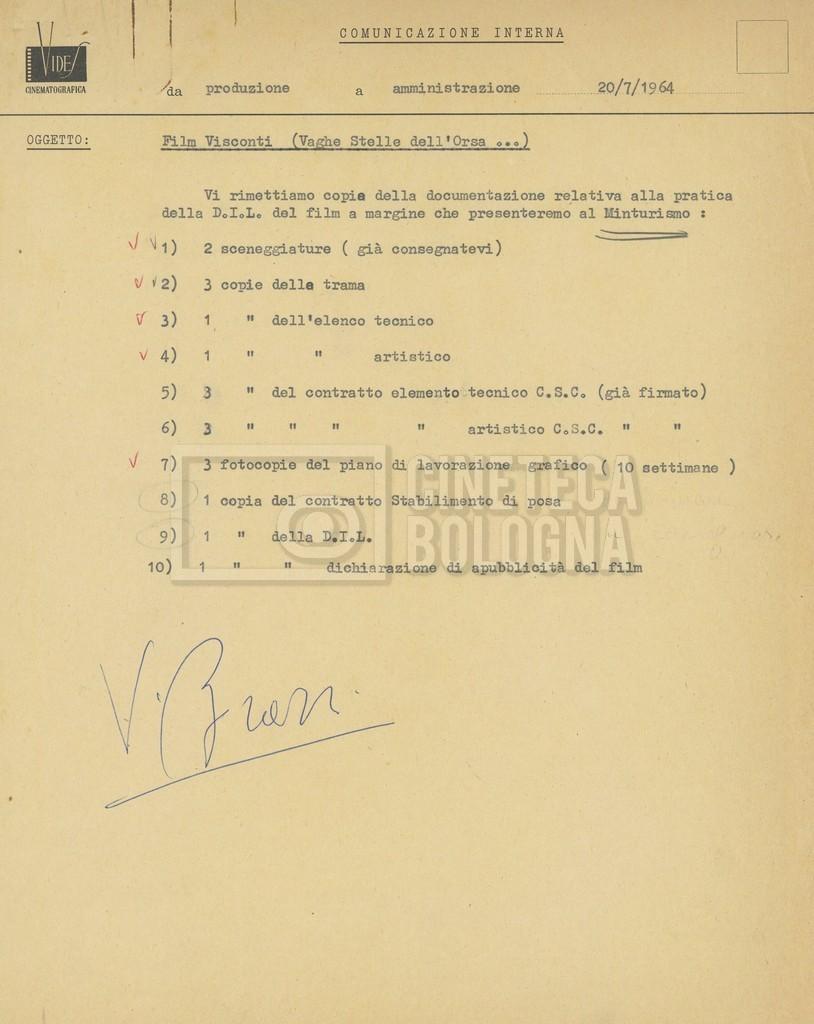 COMUNICAZIONE INTERNA
VIDES
CINEMATOGRAFICA
da produzione a amministrazione 20/7/1964
OGGETTO: Film Visconti (Vaghe Stelle dell'Orsa ...)
Vi rimettiamo copia della documentazione relativa alla pratica
della D.I.L. del film a margine che presenteremo al Minturismo :
1) 2 sceneggiature ( già consegnatevi)
2) 3 copie della trama
3) 1 " dell'elenco tecnico
4) 1 " " artistico
5) 3 " del contratto elemento tecnico C.S.C. (già firmato)
6) 3 " " " " artistico C.S.C. " "
7) 3 fotocopie del piano di lavorazione grafico ( 10 settimane )
8) 1 copia del contratto Stabilimento di posa
9) 1 " della D.I.L.
10) 1 " " dichiarazione di apubblicità del film
CINETECA
BOLOGNA
V.